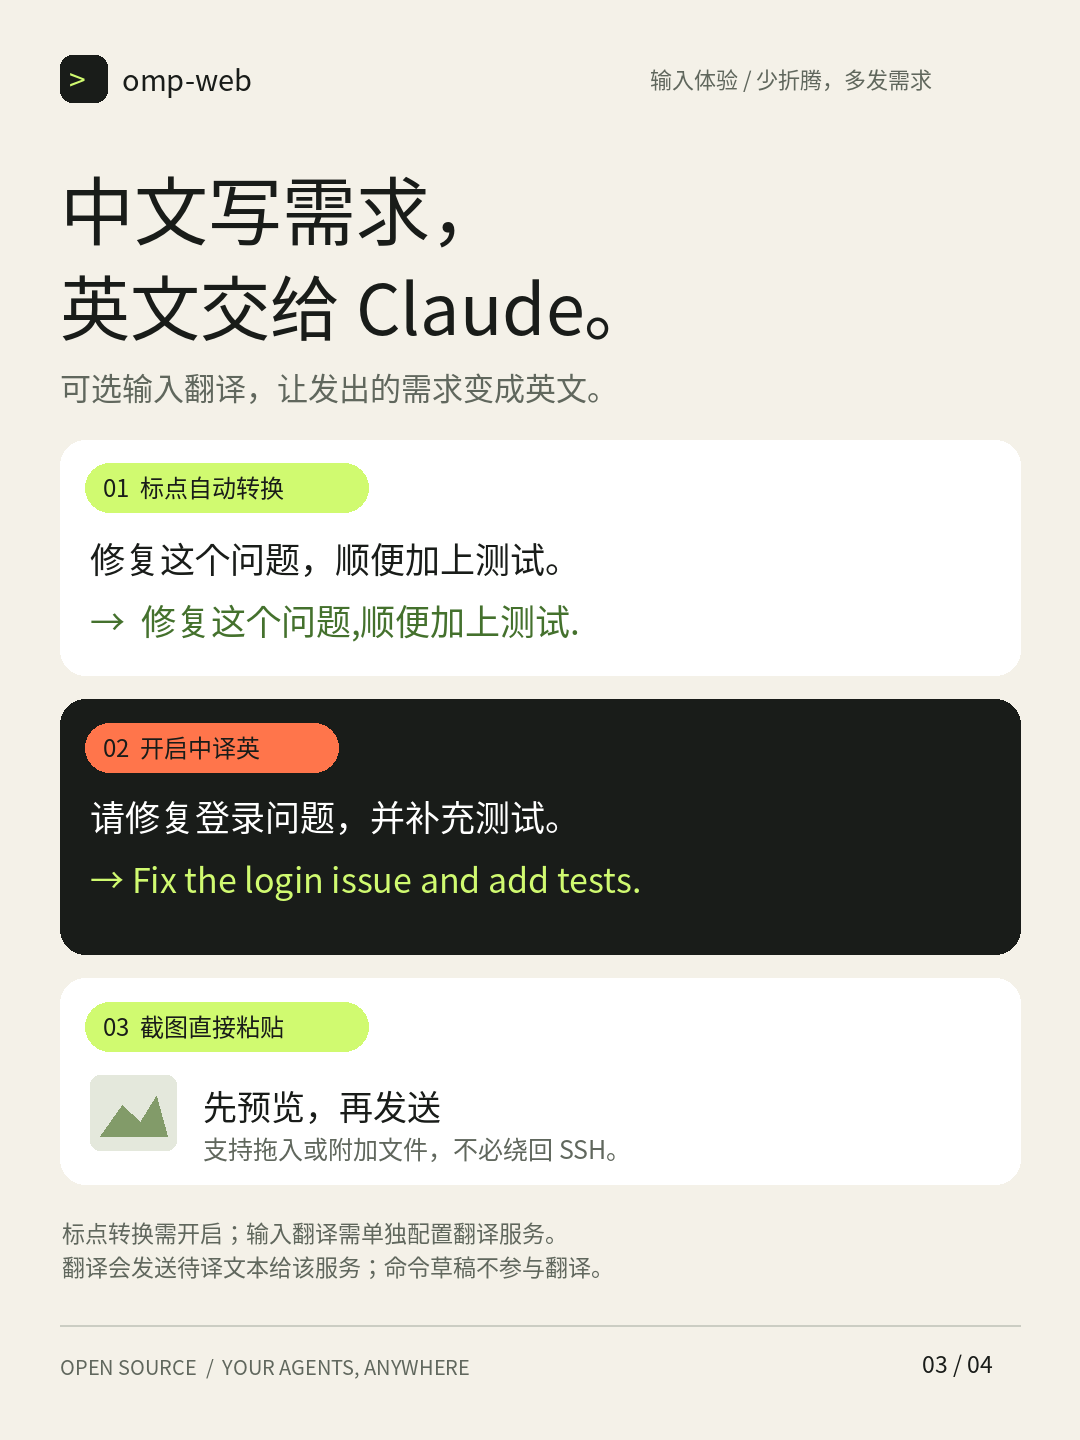 > omp-web
输入体验 / 少折腾，多发需求
中文写需求，
英文交给 Claude。
可选输入翻译，让发出的需求变成英文。
01 标点自动转换
修复这个问题，顺便加上测试。
→ 修复这个问题,顺便加上测试.
02 开启中译英
请修复登录问题，并补充测试。
→ Fix the login issue and add tests.
03 截图直接粘贴
先预览，再发送
支持拖入或附加文件，不必绕回 SSH。
标点转换需开启；输入翻译需单独配置翻译服务。
翻译会发送待译文本给该服务；命令草稿不参与翻译。
OPEN SOURCE / YOUR AGENTS, ANYWHERE
03 / 04